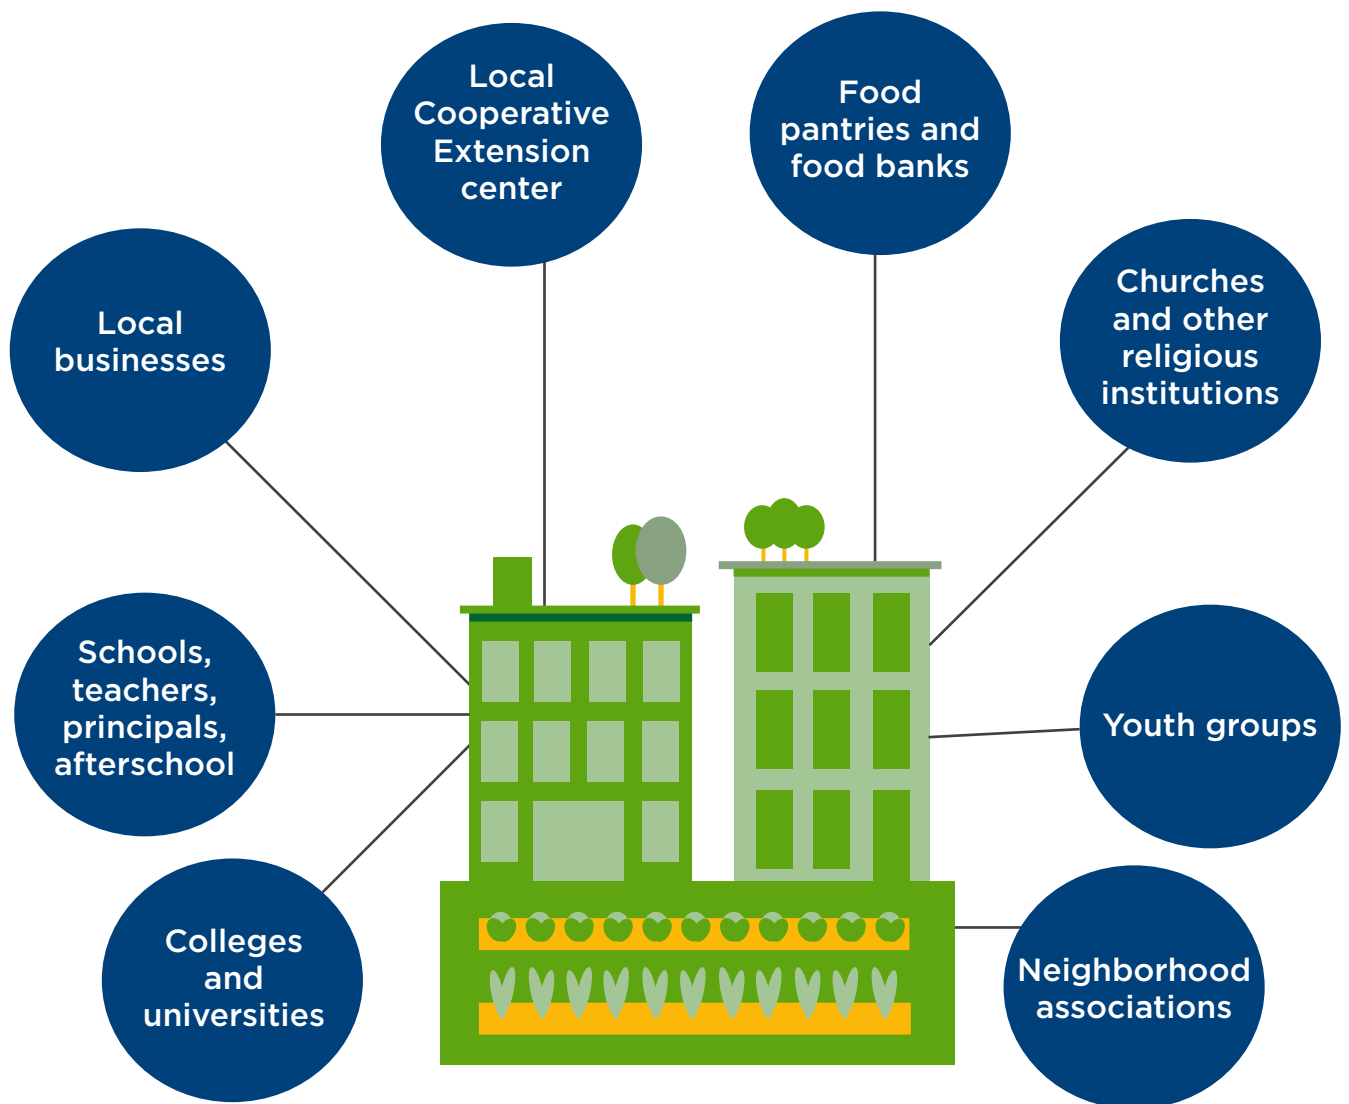 Local
Cooperative
Extension
center
Food
pantries and
food banks
Local
businesses
Churches
and other
religious
institutions
Schools,
teachers,
principals,
afterschool
Youth groups
Colleges
and
universities
Neighborhood
associations